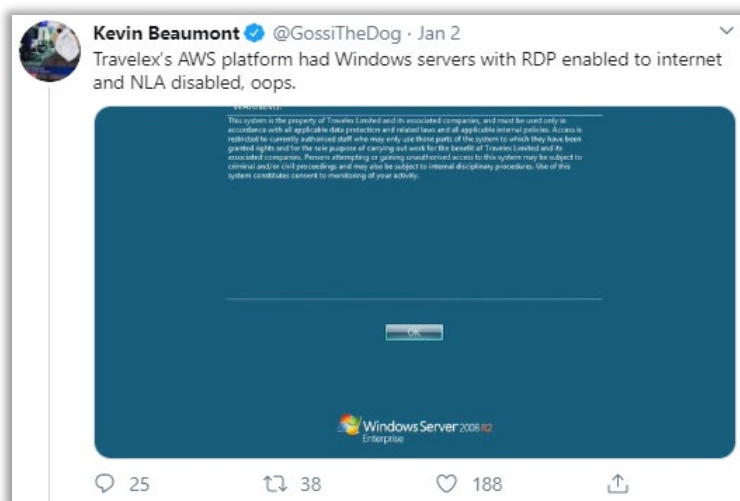 Kevin Beaumont @GossiTheDog · Jan 2
Travelex's AWS platform had Windows servers with RDP enabled to internet
and NLA disabled, oops.
WARNING:
This system is the property of Travelex Limited and its associated companies, and must be used only in
accordance with all applicable data protection and related laws and all applicable internal policies. Access is
restricted to currently authorised staff who may only use those parts of the system to which they have been
granted rights and for the sole purpose of carrying out work for the benefit of Travelex Limited and its
associated companies. Persons attempting or gaining unauthorised access to this system may be subject to
criminal and/or civil proceedings and may also be subject to internal disciplinary procedures. Use of this
system constitutes consent to monitoring of your activity.
OK
Windows Server 2008 R2
Enterprise
25 38 188